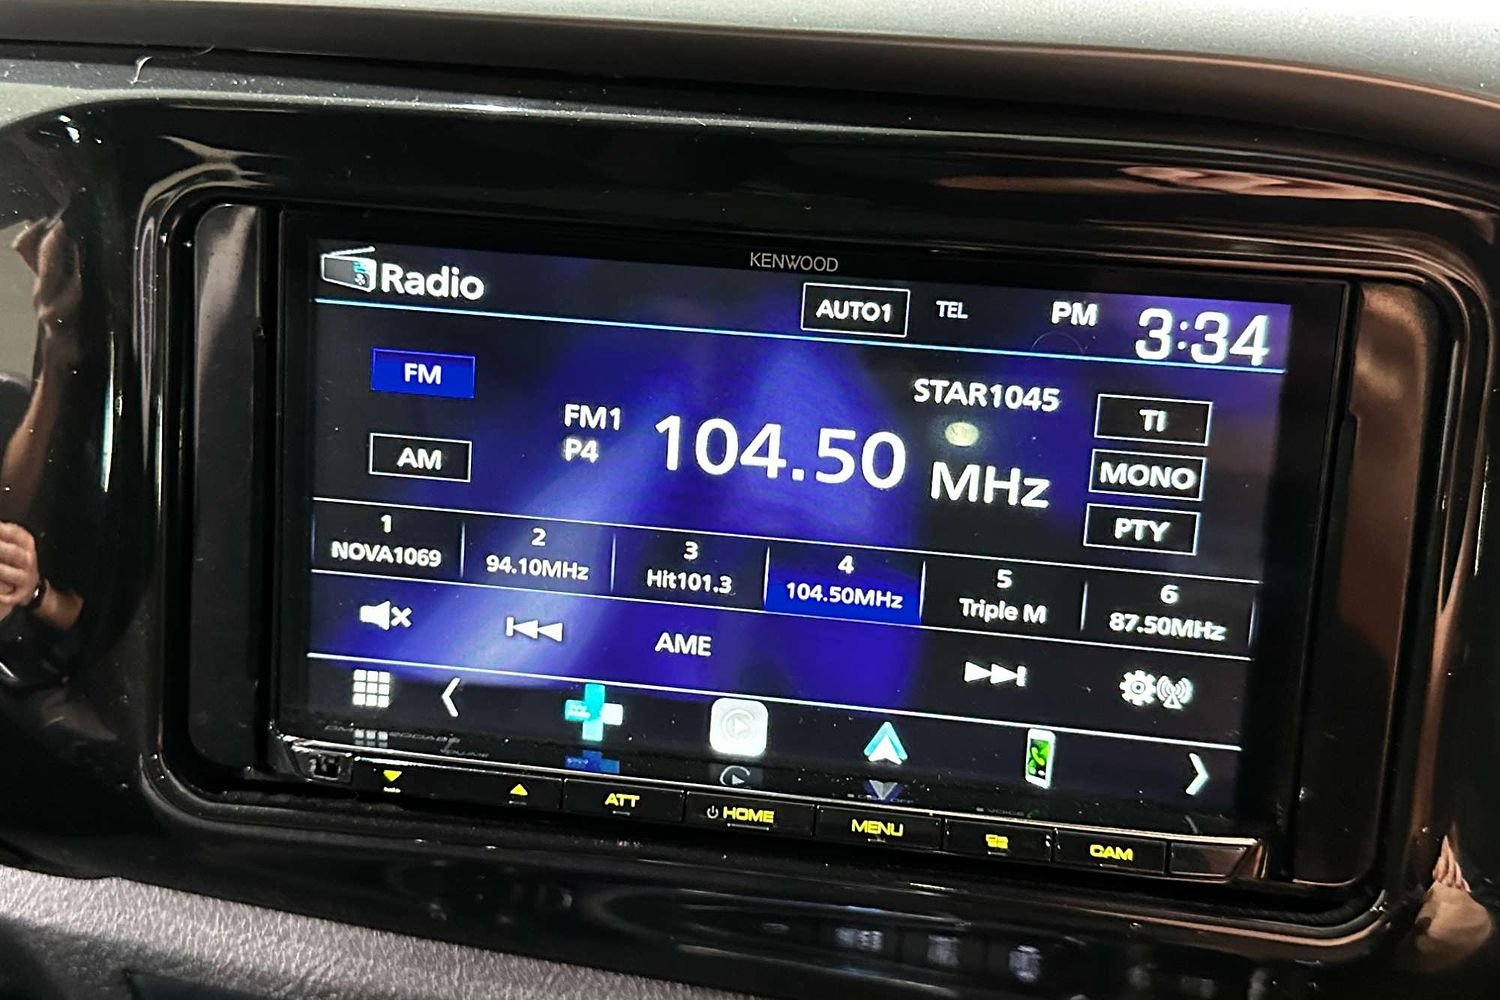 KENWOOD
Radio
AUTO1
TEL
PM 3:34
FM
AM
FM1
P4
104.50 MHz
STAR1045
TI
MONO
PTY
1
NOVA1069
2
94.10MHz
3
Hit101.3
4
104.50MHz
5
Triple M
6
87.50MHz
AME
ATT
HOME
MENU
CAM